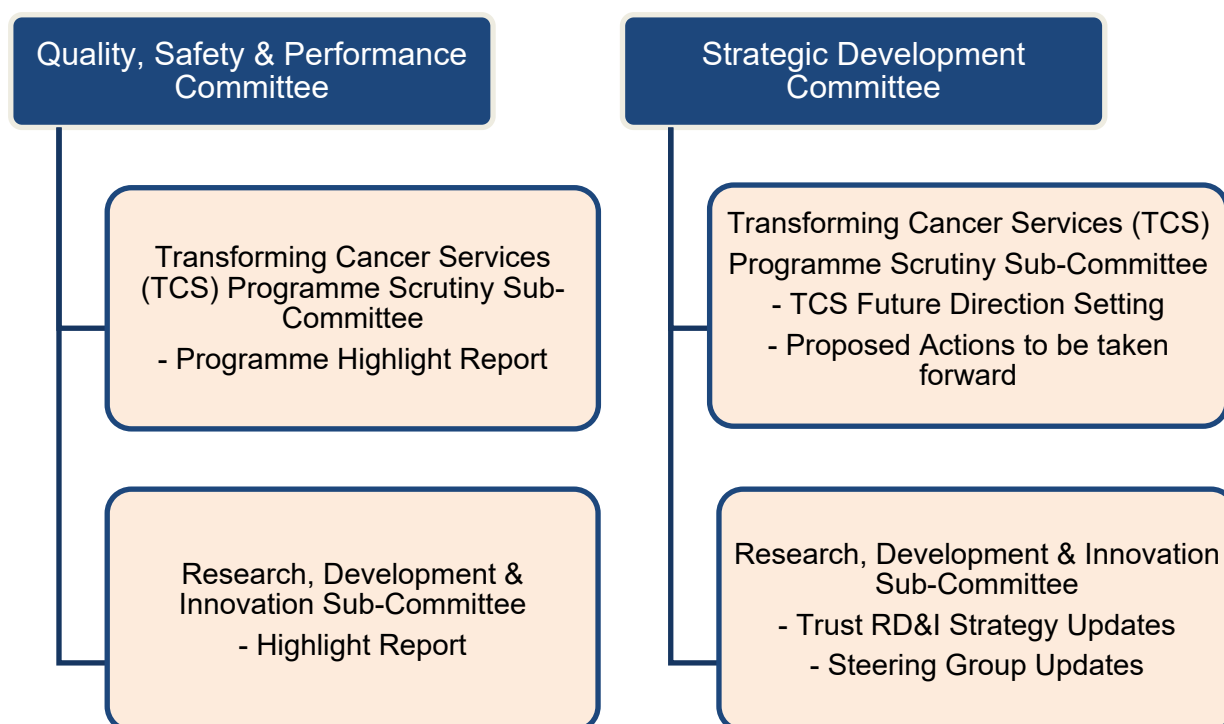 Quality, Safety & Performance
Committee
Transforming Cancer Services
(TCS) Programme Scrutiny Sub-
Committee
- Programme Highlight Report
Research, Development &
Innovation Sub-Committee
- Highlight Report
Strategic Development
Committee
Transforming Cancer Services (TCS)
Programme Scrutiny Sub-Committee
- TCS Future Direction Setting
- Proposed Actions to be taken
forward
Research, Development & Innovation
Sub-Committee
- Trust RD&I Strategy Updates
- Steering Group Updates